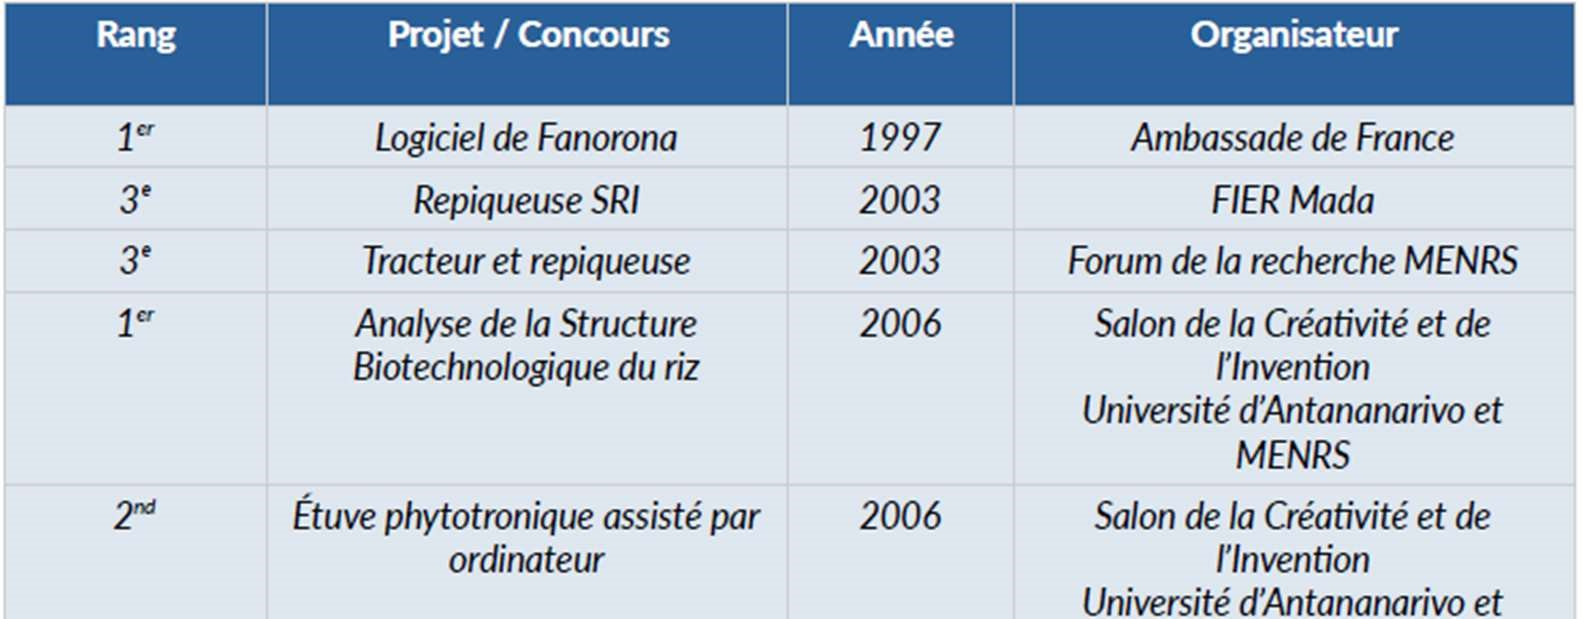 Rang Projet / Concours Année Organisateur
1er Logiciel de Fanorona 1997 Ambassade de France
3e Repiqueuse SRI 2003 FIER Mada
3e Tracteur et repiqueuse 2003 Forum de la recherche MENRS
1er Analyse de la Structure 2006 Salon de la Créativité et de
Biotechnologique du riz l'Invention
Université d'Antananarivo et
MENRS
2nd Étuve phytotronique assisté par 2006 Salon de la Créativité et de
ordinateur l'Invention
Université d'Antananarivo et